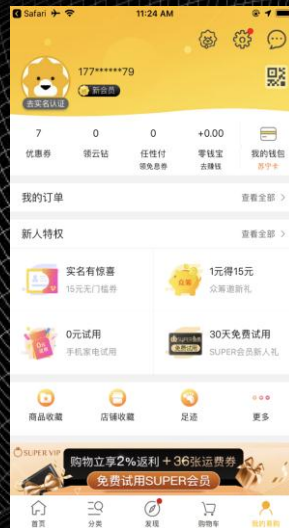 Safari
11:24 AM
177******79
新会员
去实名认证
7
0
0
+0.00
优惠券
领云钻
任性付
零钱宝
我的钱包
领免息券
去赚钱
苏宁卡
我的订单
查看全部
新人特权
查看全部
实名有惊喜
15元无门槛券
1元得15元
众筹邀新礼
0元试用
手机家电试用
30天免费试用
SUPER会员新人礼
商品收藏
店铺收藏
足迹
更多
SUPER VIP
购物立享2%返利+36张运费券
免费试用SUPER会员
首页
分类
发现
购物车
我的易购